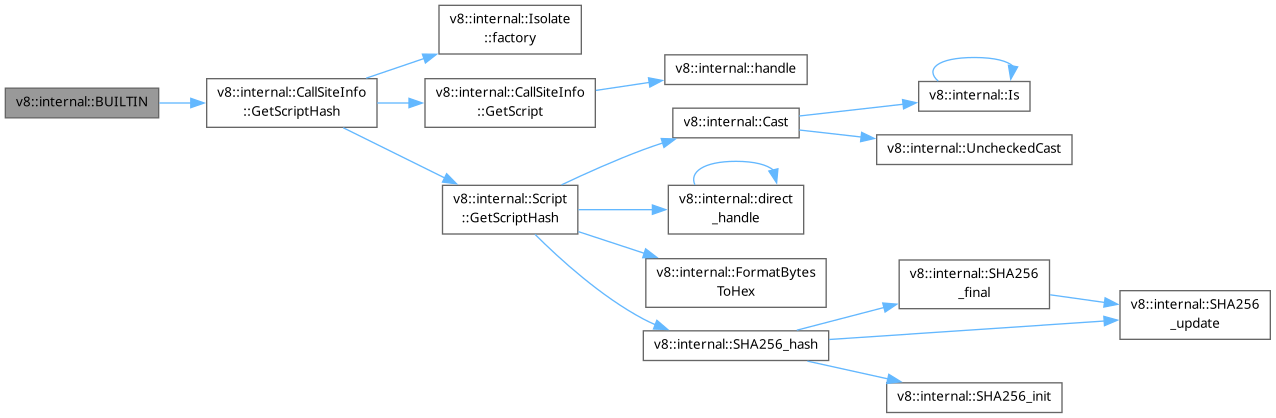 v8::internal::BUILTIN
v8::internal::CallSiteInfo
::GetScriptHash
v8::internal::Isolate
::factory
v8::internal::CallSiteInfo
::GetScript
v8::internal::handle
v8::internal::Script
::GetScriptHash
v8::internal::Cast
v8::internal::Is
v8::internal::UncheckedCast
v8::internal::direct
_handle
v8::internal::FormatBytes
ToHex
v8::internal::SHA256_hash
v8::internal::SHA256
_final
v8::internal::SHA256
_update
v8::internal::SHA256_init